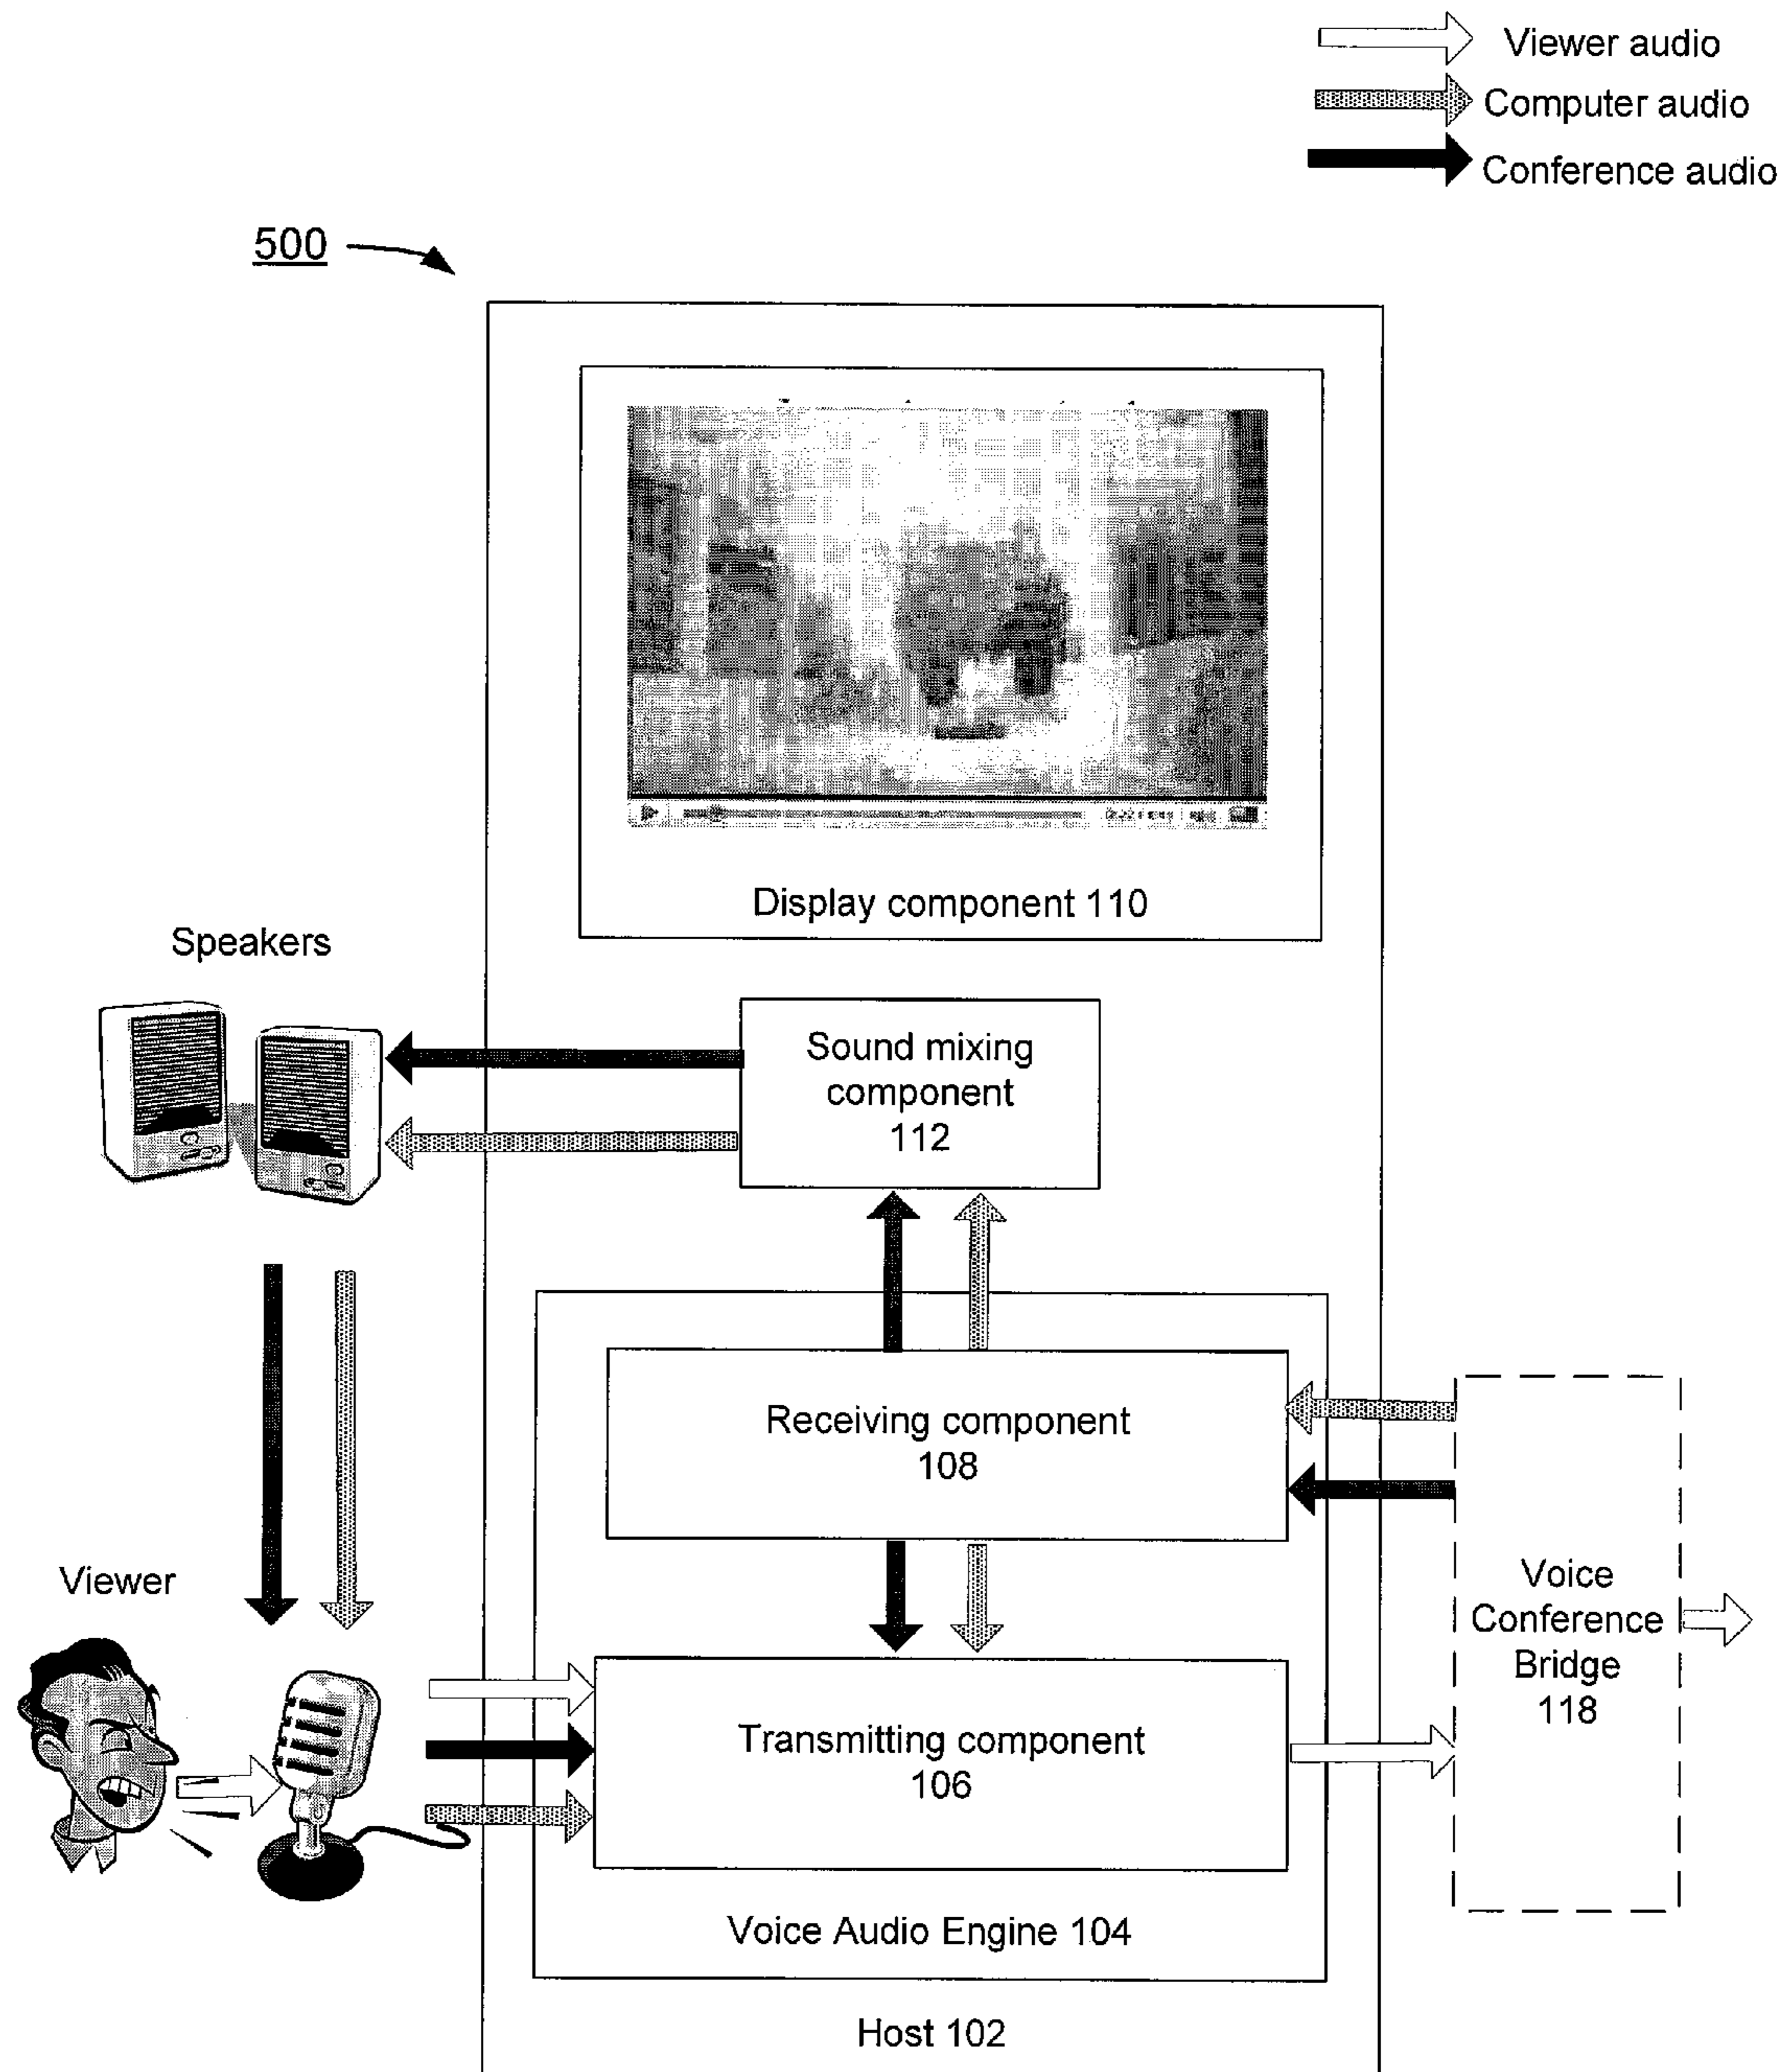 Viewer audio
Computer audio
Conference audio
500
Display component 110
Speakers
Sound mixing
component
112
Receiving component
108
Viewer
Voice
Conference
Bridge
118
Transmitting component
106
Voice Audio Engine 104
Host 102